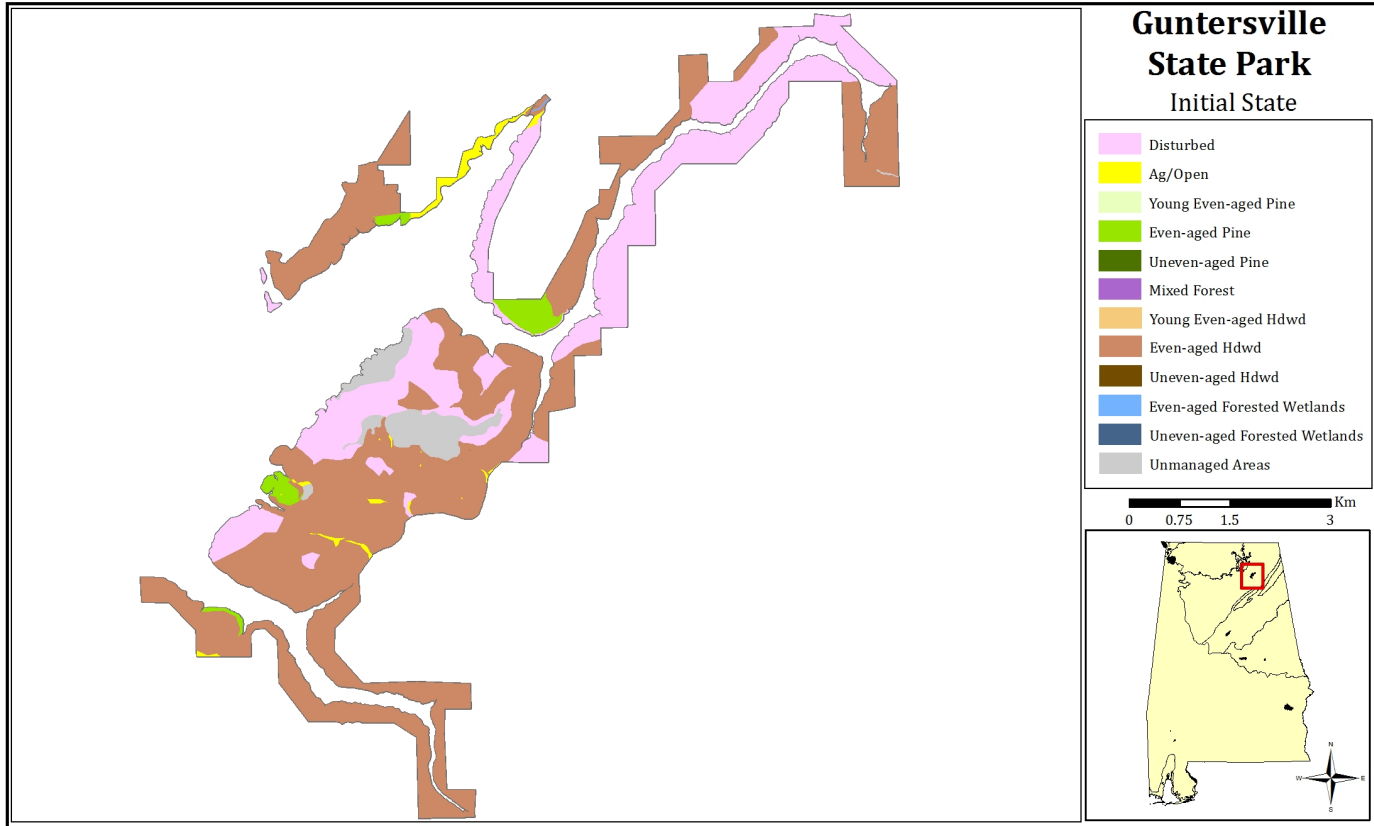 Guntersville
State Park
Initial State
Disturbed
Ag/Open
Young Even-aged Pine
Even-aged Pine
Uneven-aged Pine
Mixed Forest
Young Even-aged Hdwd
Even-aged Hdwd
Uneven-aged Hdwd
Even-aged Forested Wetlands
Uneven-aged Forested Wetlands
Unmanaged Areas
Km
0 0.75 1.5 3
N
W E
S